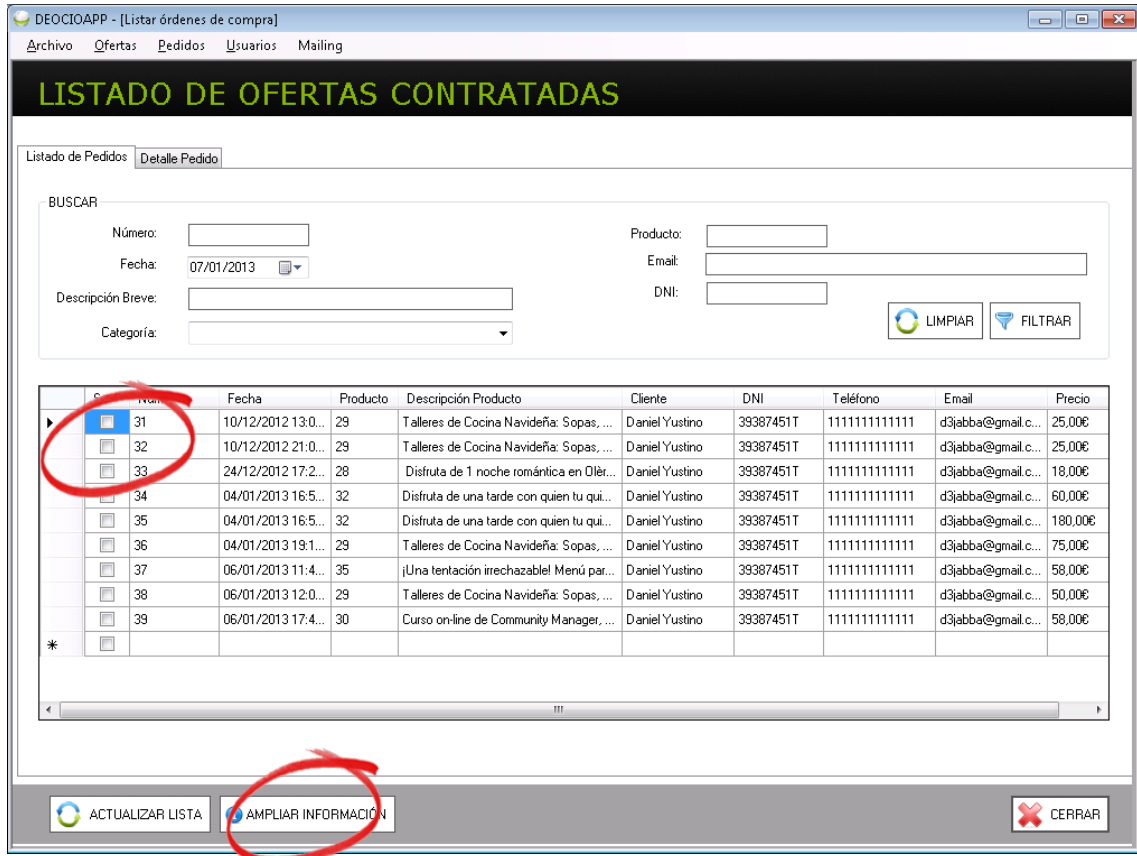 DEOCIOAPP - [Listar órdenes de compra]
Archivo Ofertas Pedidos Usuarios Mailing
LISTADO DE OFERTAS CONTRATADAS
Listado de Pedidos Detalle Pedido
BUSCAR
Número: Producto:
Fecha: 07/01/2013 Email:
Descripción Breve: DNI:
Categoría: LIMPIAR FILTRAR
Fecha Producto Descripción Producto Cliente DNI Teléfono Email Precio
31 10/12/2012 13:0... 29 Talleres de Cocina Navideña: Sopas, ... Daniel Yustino 39387451T 1111111111111 d3jabba@gmail.c... 25,00€
32 10/12/2012 21:0... 29 Talleres de Cocina Navideña: Sopas, ... Daniel Yustino 39387451T 1111111111111 d3jabba@gmail.c... 25,00€
33 24/12/2012 17:2... 28 Disfruta de 1 noche romántica en Olèr... Daniel Yustino 39387451T 1111111111111 d3jabba@gmail.c... 18,00€
34 04/01/2013 16:5... 32 Disfruta de una tarde con quien tu qui... Daniel Yustino 39387451T 1111111111111 d3jabba@gmail.c... 60,00€
35 04/01/2013 16:5... 32 Disfruta de una tarde con quien tu qui... Daniel Yustino 39387451T 1111111111111 d3jabba@gmail.c... 180,00€
36 04/01/2013 19:1... 29 Talleres de Cocina Navideña: Sopas, ... Daniel Yustino 39387451T 1111111111111 d3jabba@gmail.c... 75,00€
37 06/01/2013 11:4... 35 ¡Una tentación irrechazable! Menú par... Daniel Yustino 39387451T 1111111111111 d3jabba@gmail.c... 58,00€
38 06/01/2013 12:0... 29 Talleres de Cocina Navideña: Sopas, ... Daniel Yustino 39387451T 1111111111111 d3jabba@gmail.c... 50,00€
39 06/01/2013 17:4... 30 Curso on-line de Community Manager, ... Daniel Yustino 39387451T 1111111111111 d3jabba@gmail.c... 58,00€
ACTUALIZAR LISTA AMPLIAR INFORMACIÓN CERRAR